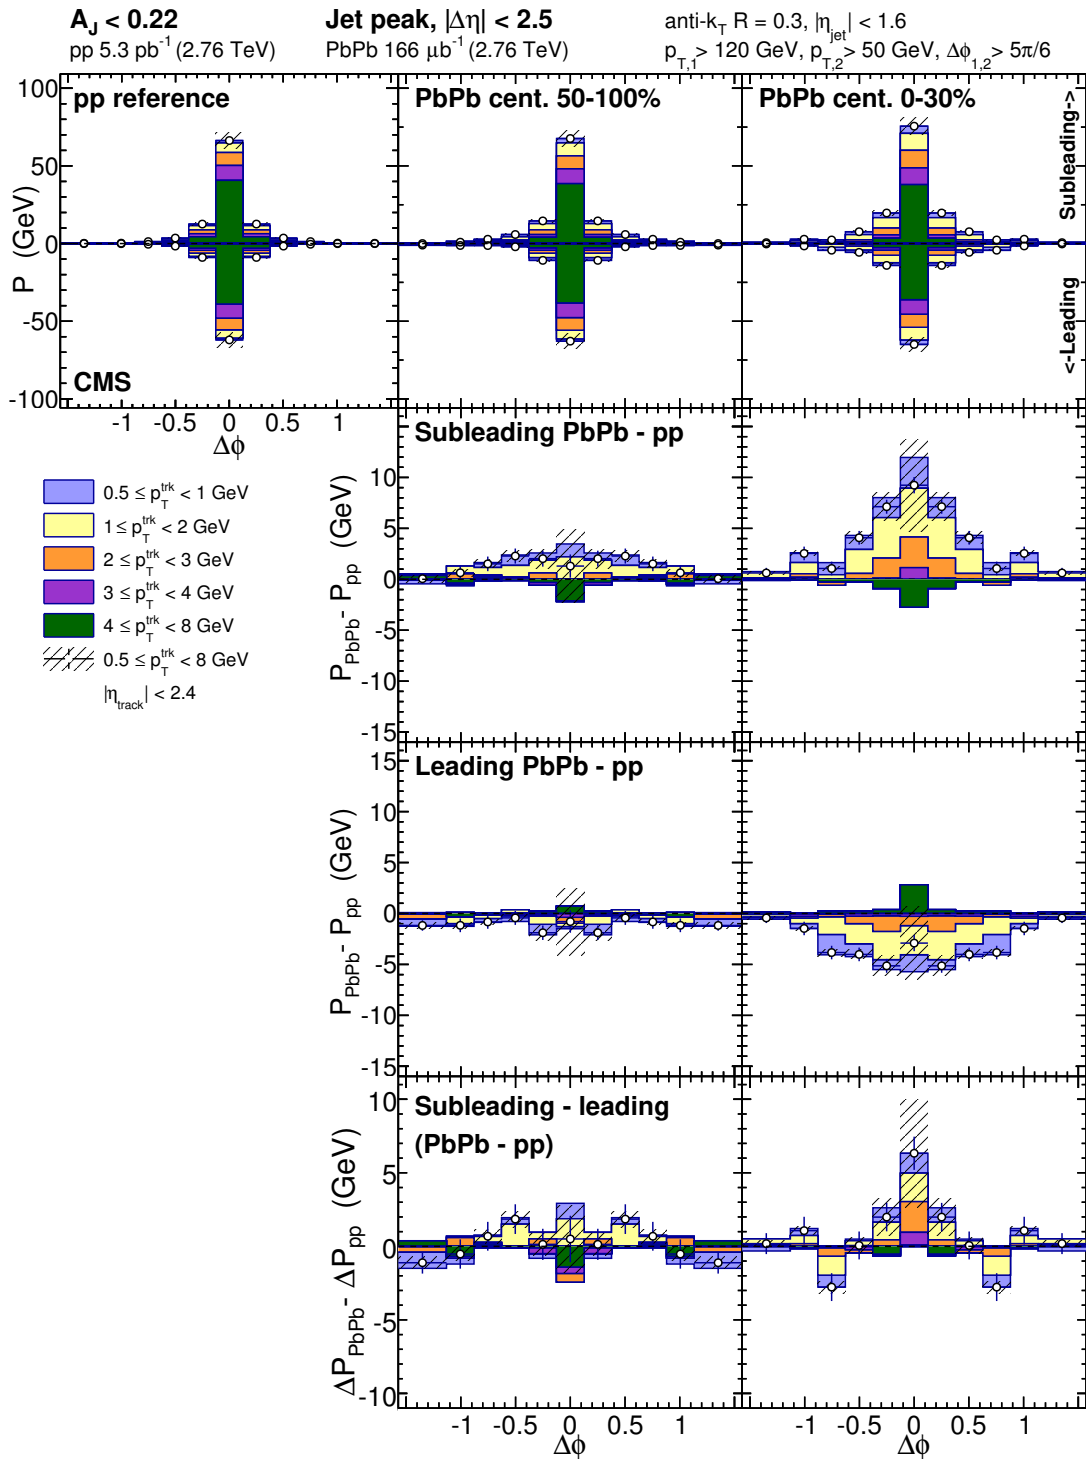 A_J < 0.22
Jet peak, |Δη| < 2.5
anti-k_T R = 0.3, |η_jet| < 1.6
pp 5.3 pb⁻¹ (2.76 TeV)
PbPb 166 μb⁻¹ (2.76 TeV)
p_T,1 > 120 GeV, p_T,2 > 50 GeV, Δϕ_1,2 > 5π/6
pp reference
PbPb cent. 50-100%
PbPb cent. 0-30%
Subleading->
<-Leading
P (GeV)
100
50
0
-50
-100
CMS
-1 -0.5 0 0.5 1
Δϕ
0.5 ≤ p_T^trk < 1 GeV
1 ≤ p_T^trk < 2 GeV
2 ≤ p_T^trk < 3 GeV
3 ≤ p_T^trk < 4 GeV
4 ≤ p_T^trk < 8 GeV
0.5 ≤ p_T^trk < 8 GeV
|η_track| < 2.4
Subleading PbPb - pp
P_PbPb - P_pp (GeV)
10
5
0
-5
-10
-15
Leading PbPb - pp
P_PbPb - P_pp (GeV)
15
10
5
0
-5
-10
-15
Subleading - leading
(PbPb - pp)
ΔP_PbPb - ΔP_pp (GeV)
10
5
0
-5
-10
-1 -0.5 0 0.5 1
Δϕ
-1 -0.5 0 0.5 1
Δϕ